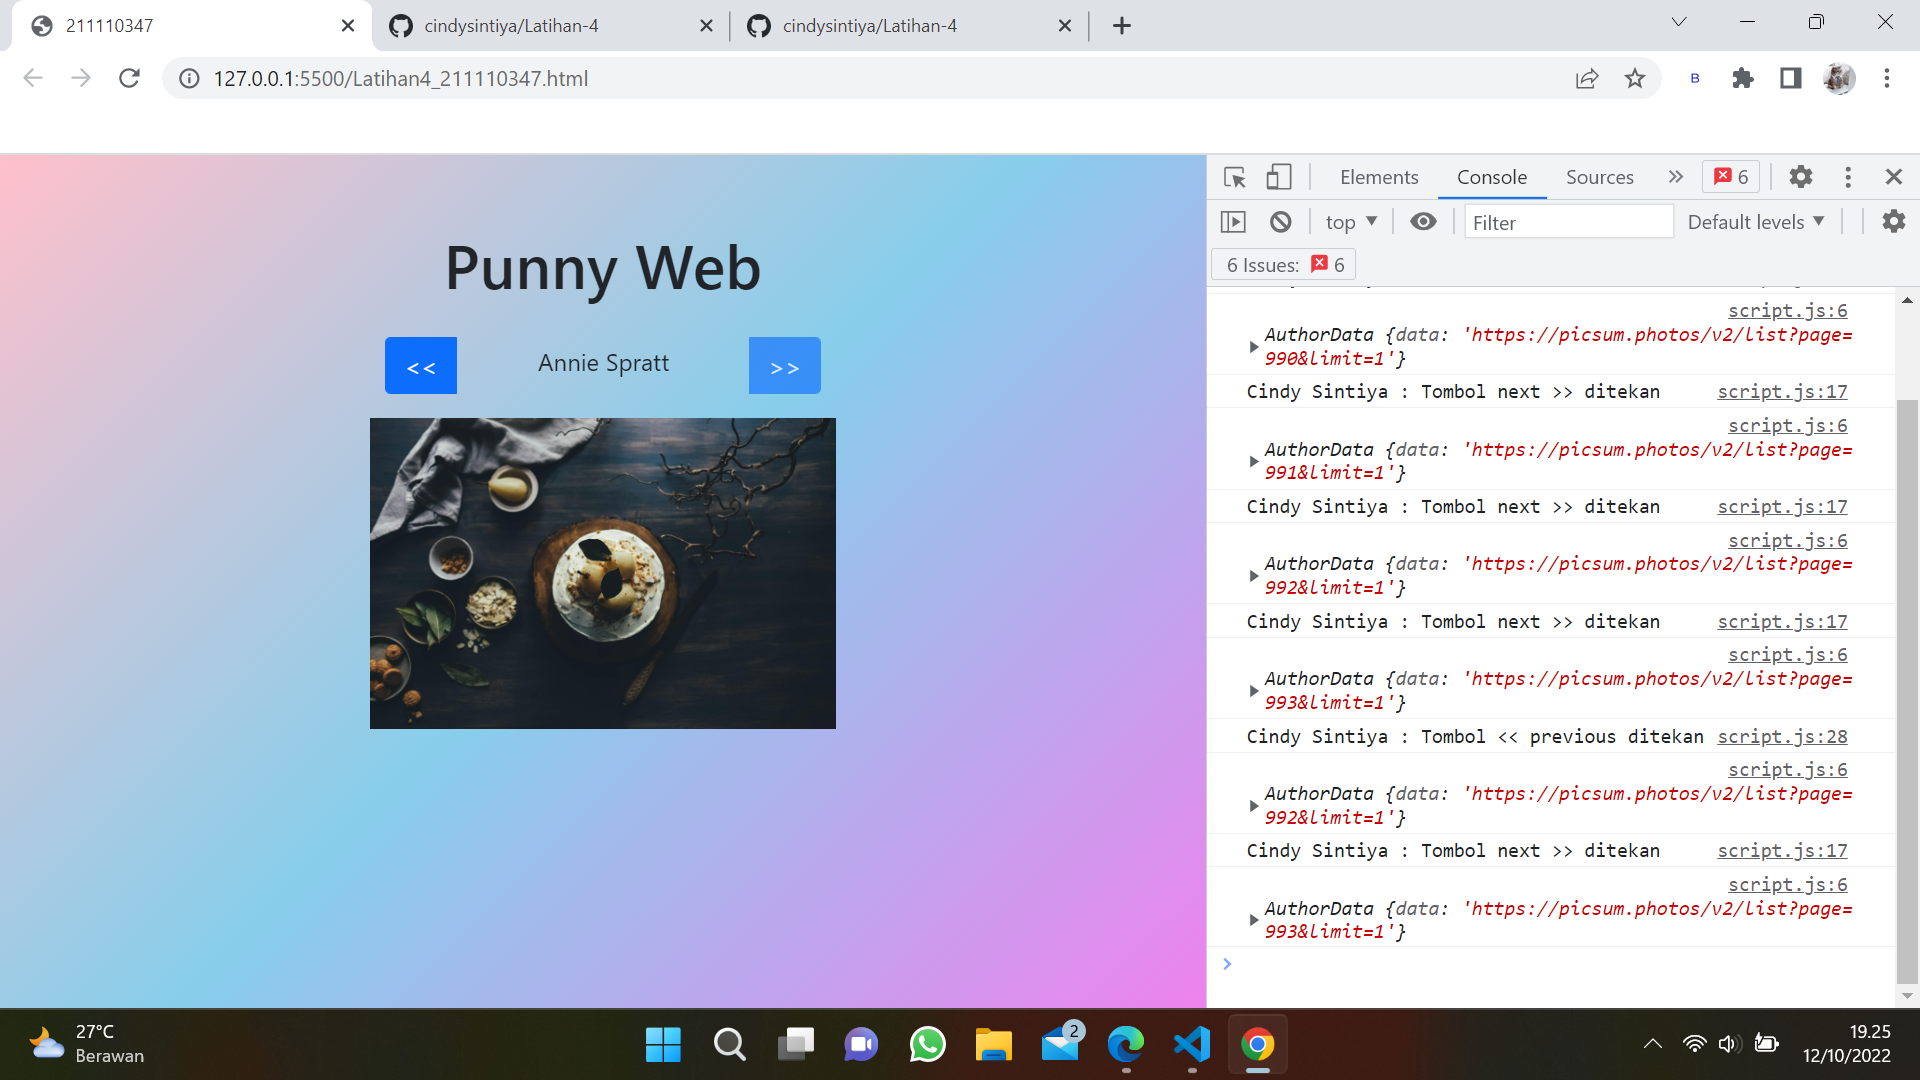 211110347
cindysintiya/Latihan-4
cindysintiya/Latihan-4
127.0.0.1:5500/Latihan4_211110347.html
B
Punny Web
<<
Annie Spratt
>>
Elements
Console
Sources
6
top
Filter
Default levels
6 Issues:
6
script.js:6
AuthorData {data: 'https://picsum.photos/v2/list?page=
990&limit=1'}
Cindy Sintiya : Tombol next >> ditekan
script.js:17
script.js:6
AuthorData {data: 'https://picsum.photos/v2/list?page=
991&limit=1'}
Cindy Sintiya : Tombol next >> ditekan
script.js:17
script.js:6
AuthorData {data: 'https://picsum.photos/v2/list?page=
992&limit=1'}
Cindy Sintiya : Tombol next >> ditekan
script.js:17
script.js:6
AuthorData {data: 'https://picsum.photos/v2/list?page=
993&limit=1'}
Cindy Sintiya : Tombol << previous ditekan
script.js:28
script.js:6
AuthorData {data: 'https://picsum.photos/v2/list?page=
992&limit=1'}
Cindy Sintiya : Tombol next >> ditekan
script.js:17
script.js:6
AuthorData {data: 'https://picsum.photos/v2/list?page=
993&limit=1'}
27°C
Berawan
2
19.25
12/10/2022